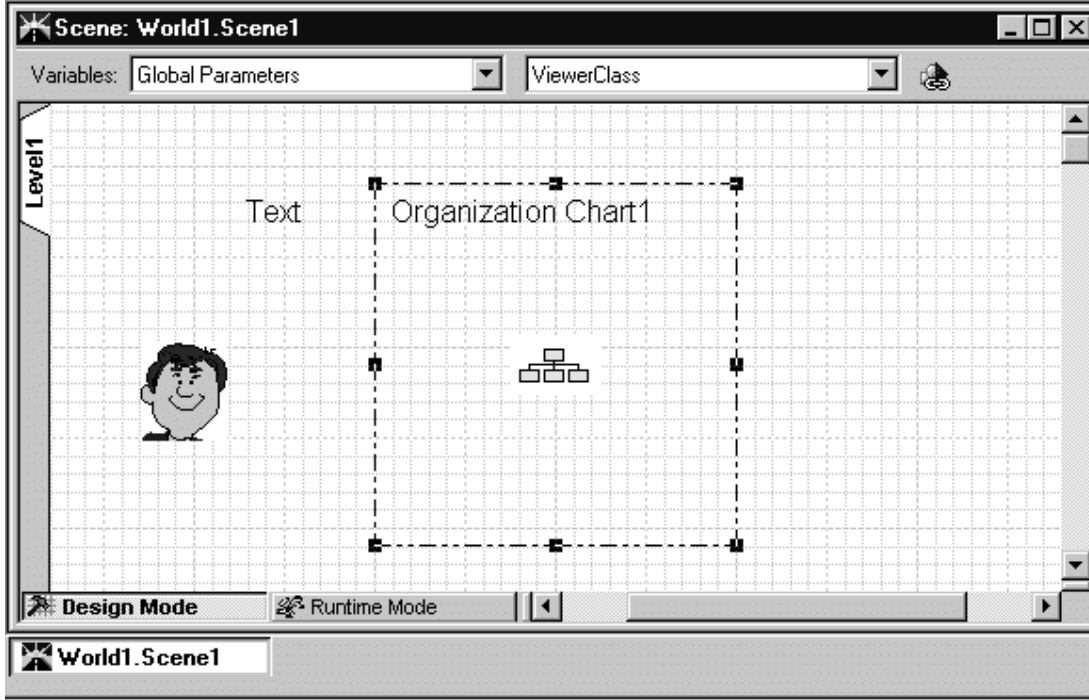 Scene: World1.Scene1
Variables: Global Parameters ViewerClass
Level1
Text Organization Chart1
Design Mode Runtime Mode
World1.Scene1